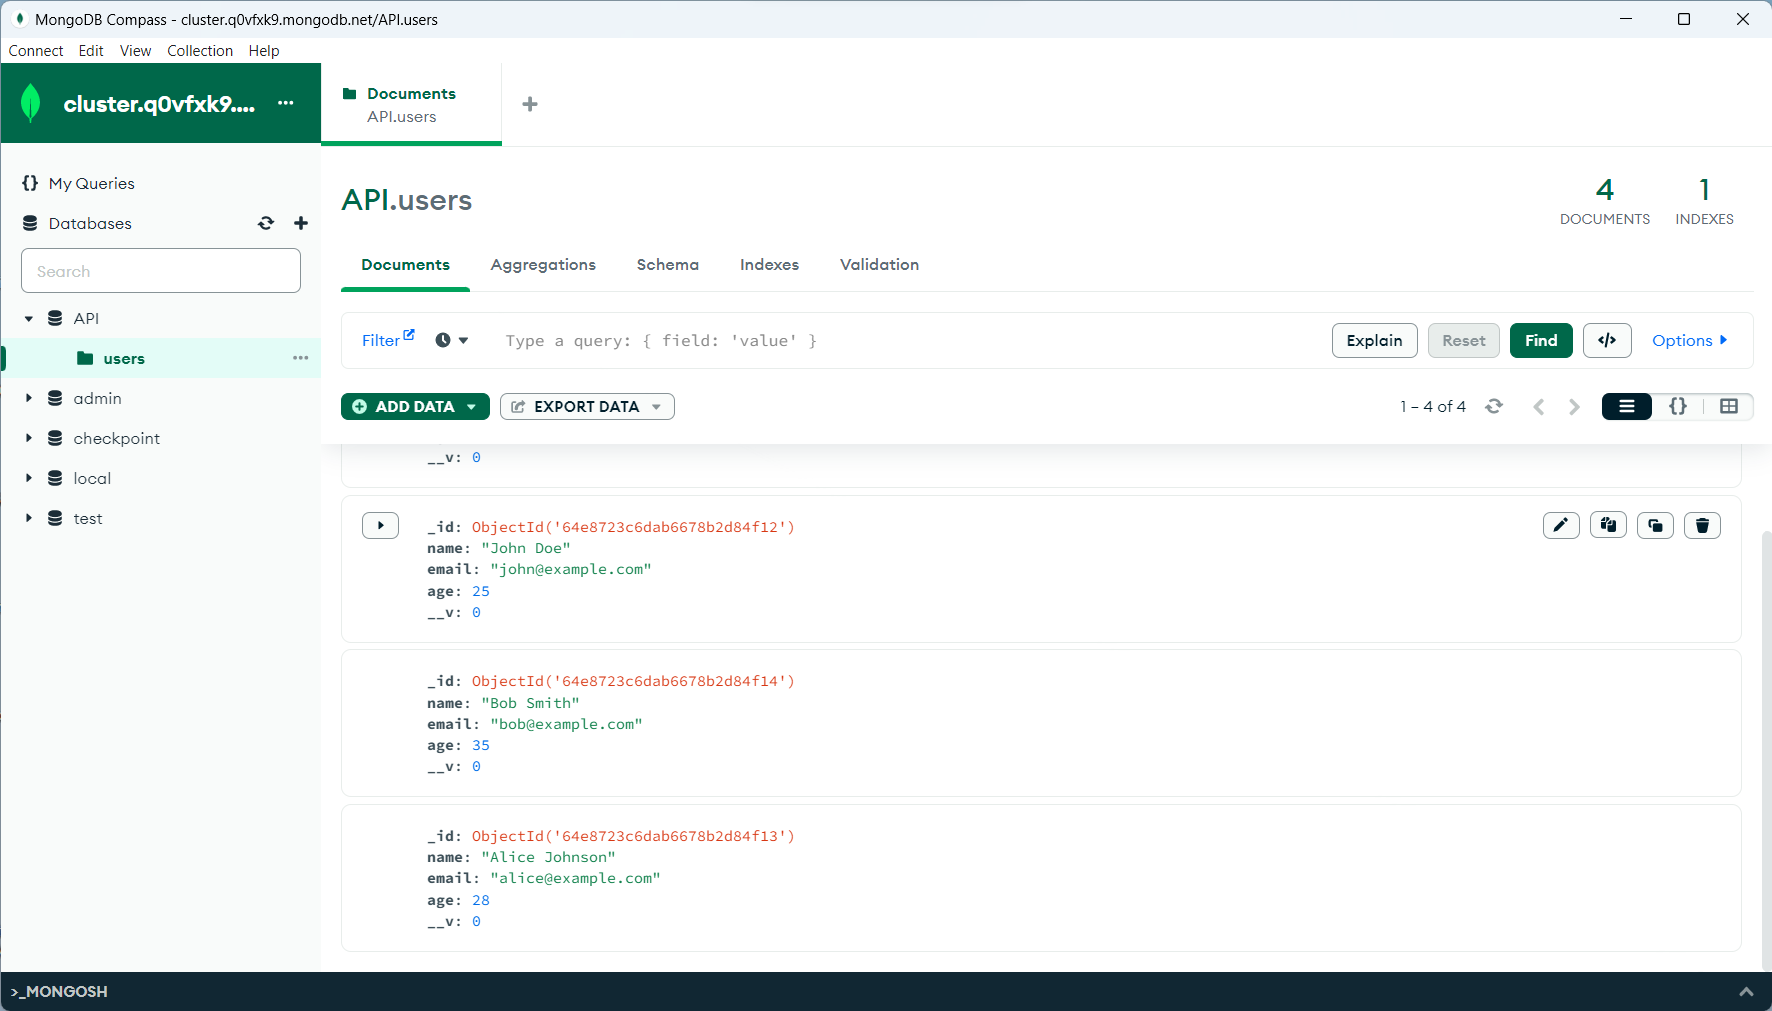 MongoDB Compass - cluster.q0vfxk9.mongodb.net/API.users
Connect Edit View Collection Help
cluster.q0vfxk9....
Documents
API.users
My Queries
Databases
Search
API
users
admin
checkpoint
local
test
API.users
4
DOCUMENTS
1
INDEXES
Documents Aggregations Schema Indexes Validation
Filter Type a query: { field: 'value' } Explain Reset Find </> Options
ADD DATA EXPORT DATA 1 – 4 of 4 {}
__v: 0
_id: ObjectId('64e8723c6dab6678b2d84f12')
name: "John Doe"
email: "john@example.com"
age: 25
__v: 0
_id: ObjectId('64e8723c6dab6678b2d84f14')
name: "Bob Smith"
email: "bob@example.com"
age: 35
__v: 0
_id: ObjectId('64e8723c6dab6678b2d84f13')
name: "Alice Johnson"
email: "alice@example.com"
age: 28
__v: 0
>_MONGOSH